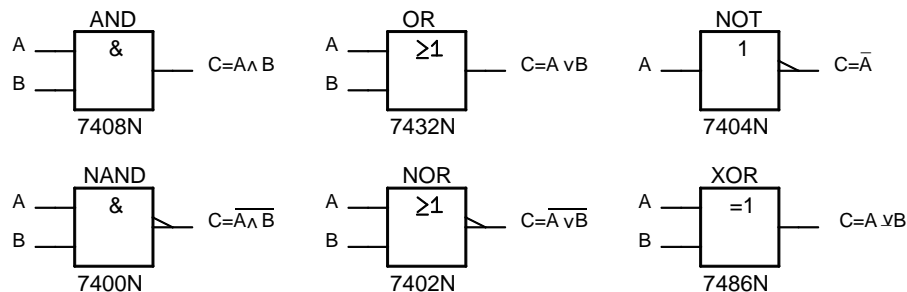 AND
OR
NOT
A
B
&
C=A∧B
A
B
≥1
C=A∨B
A
1
C=A̅
7408N
7432N
7404N
NAND
NOR
XOR
A
B
&
C=A̅∧̅B̅
A
B
≥1
C=A̅∨̅B̅
A
B
=1
C=A⊻B
7400N
7402N
7486N